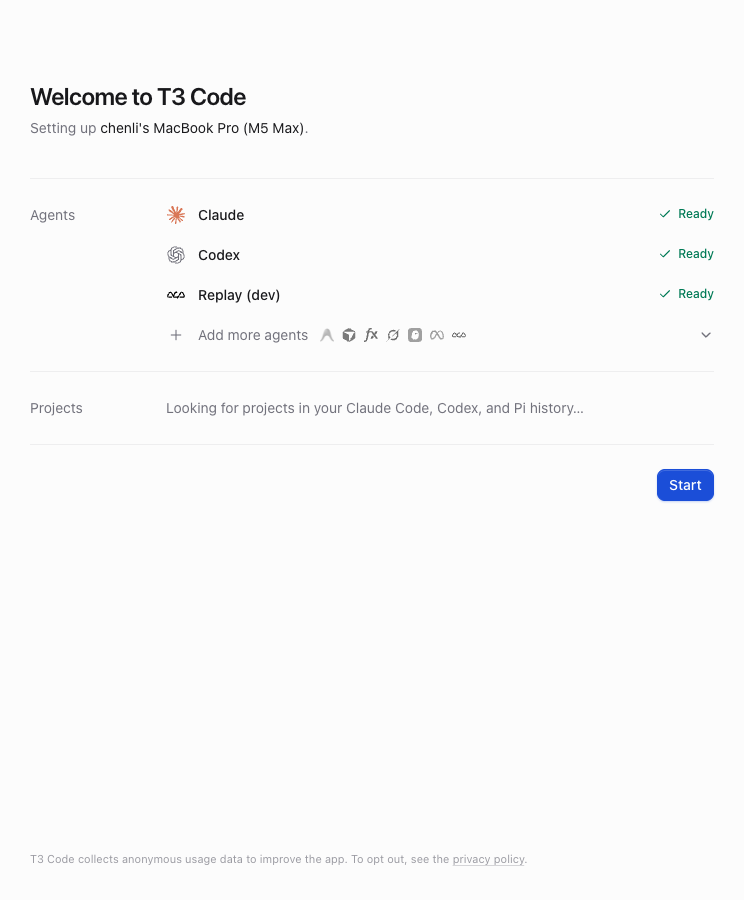 Welcome to T3 Code
Setting up chenli's MacBook Pro (M5 Max).
Agents
Claude
Ready
Codex
Ready
Replay (dev)
Ready
Add more agents
Projects
Looking for projects in your Claude Code, Codex, and Pi history...
Start
T3 Code collects anonymous usage data to improve the app. To opt out, see the privacy policy.